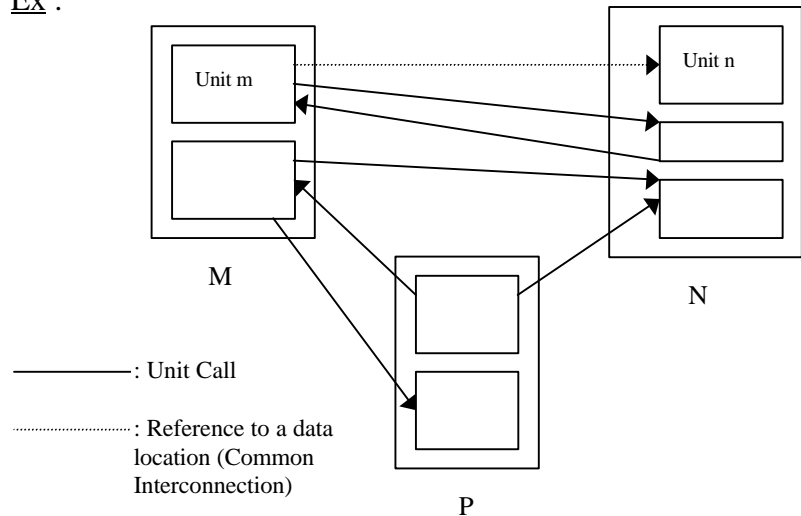 Ex :
Unit m
Unit n
M
N
: Unit Call
: Reference to a data
location (Common
Interconnection)
P